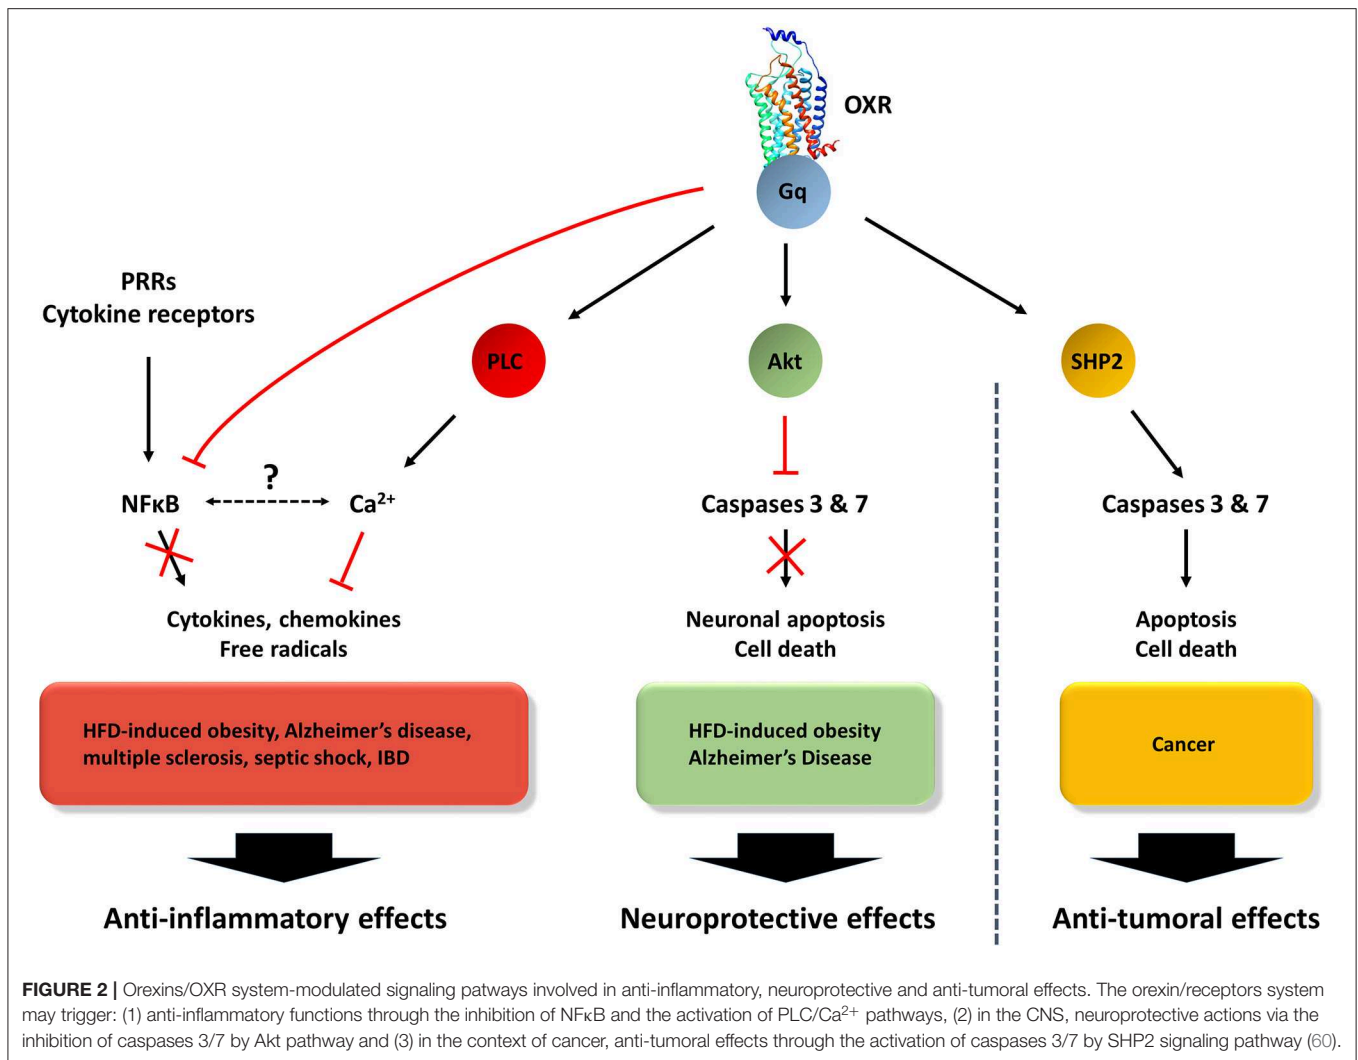 OXR
Gq
PRRs
Cytokine receptors
PLC
Akt
SHP2
?
NFκB
Ca²⁺
Caspases 3 & 7
Caspases 3 & 7
Cytokines, chemokines
Free radicals
Neuronal apoptosis
Cell death
Apoptosis
Cell death
HFD-induced obesity, Alzheimer's disease,
multiple sclerosis, septic shock, IBD
HFD-induced obesity
Alzheimer's Disease
Cancer
Anti-inflammatory effects
Neuroprotective effects
Anti-tumoral effects
FIGURE 2 | Orexins/OXR system-modulated signaling patways involved in anti-inflammatory, neuroprotective and anti-tumoral effects. The orexin/receptors system
may trigger: (1) anti-inflammatory functions through the inhibition of NFκB and the activation of PLC/Ca²⁺ pathways, (2) in the CNS, neuroprotective actions via the
inhibition of caspases 3/7 by Akt pathway and (3) in the context of cancer, anti-tumoral effects through the activation of caspases 3/7 by SHP2 signaling pathway (60).